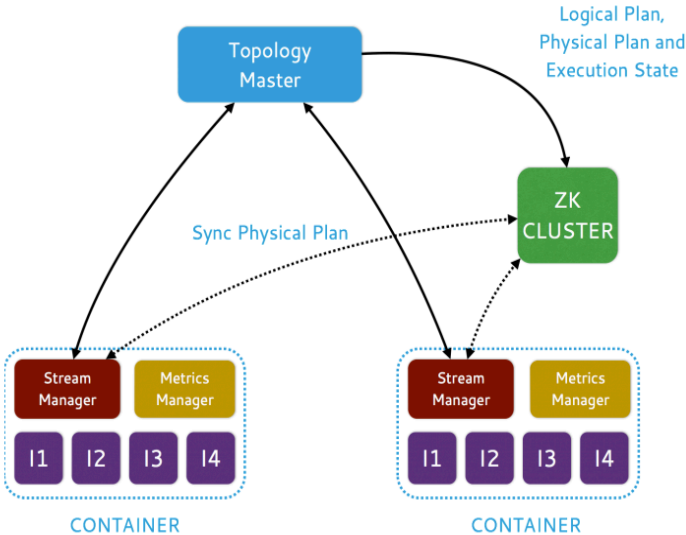 Logical Plan,
Physical Plan and
Execution State
Topology
Master
ZK
CLUSTER
Sync Physical Plan
Stream
Manager
Metrics
Manager
I1
I2
I3
I4
CONTAINER
Stream
Manager
Metrics
Manager
I1
I2
I3
I4
CONTAINER